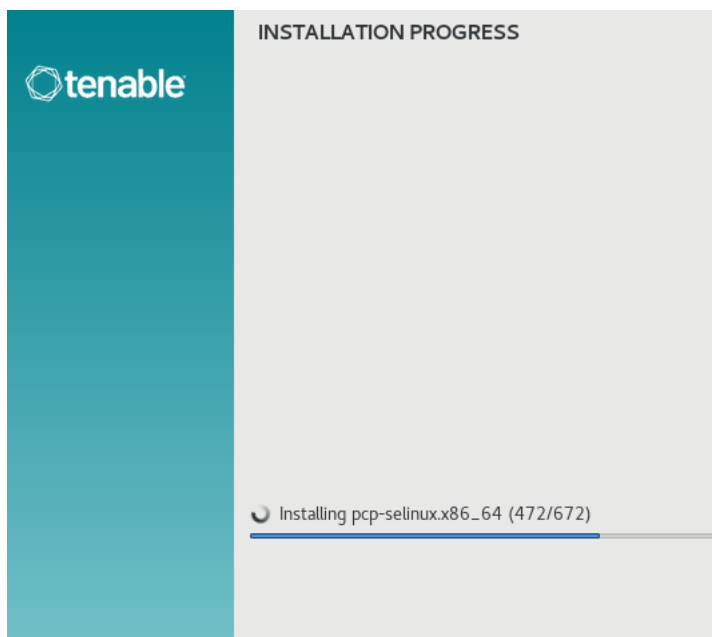 INSTALLATION PROGRESS
tenable
Installing pcp-selinux.x86_64 (472/672)